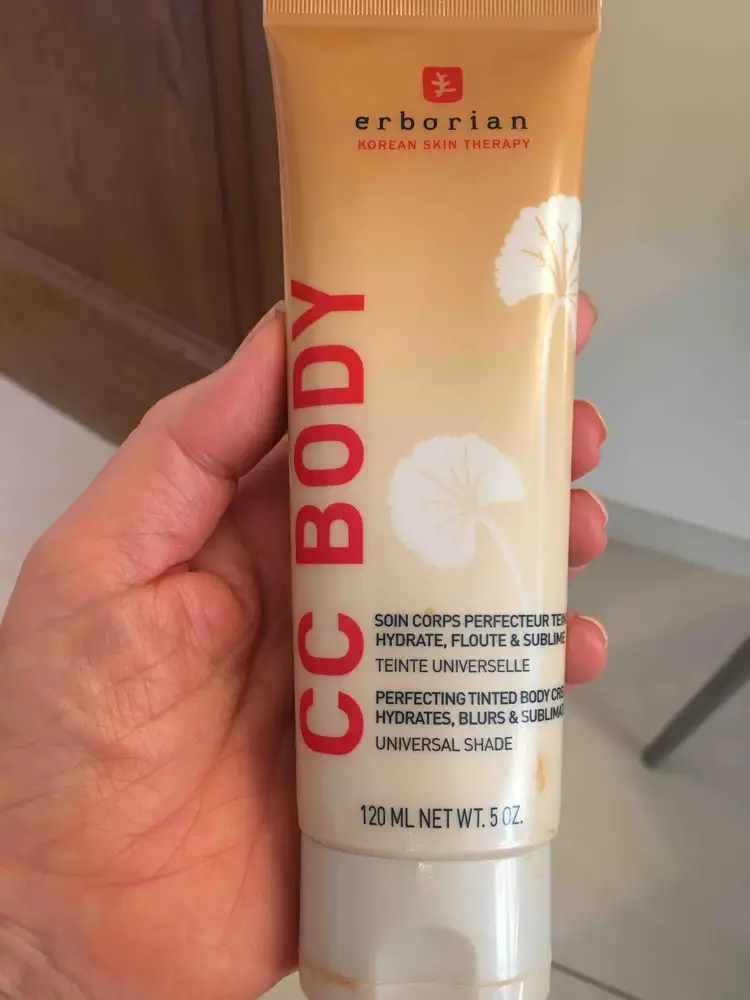 erborian
KOREAN SKIN THERAPY
CC BODY
SOIN CORPS PERFECTEUR
HYDRATE, FLOUTE & SUBLIME
TEINTE UNIVERSELLE
PERFECTING TINTED BODY
HYDRATES, BLURS &
UNIVERSAL SHADE
120 ML NET WT. 5 OZ.